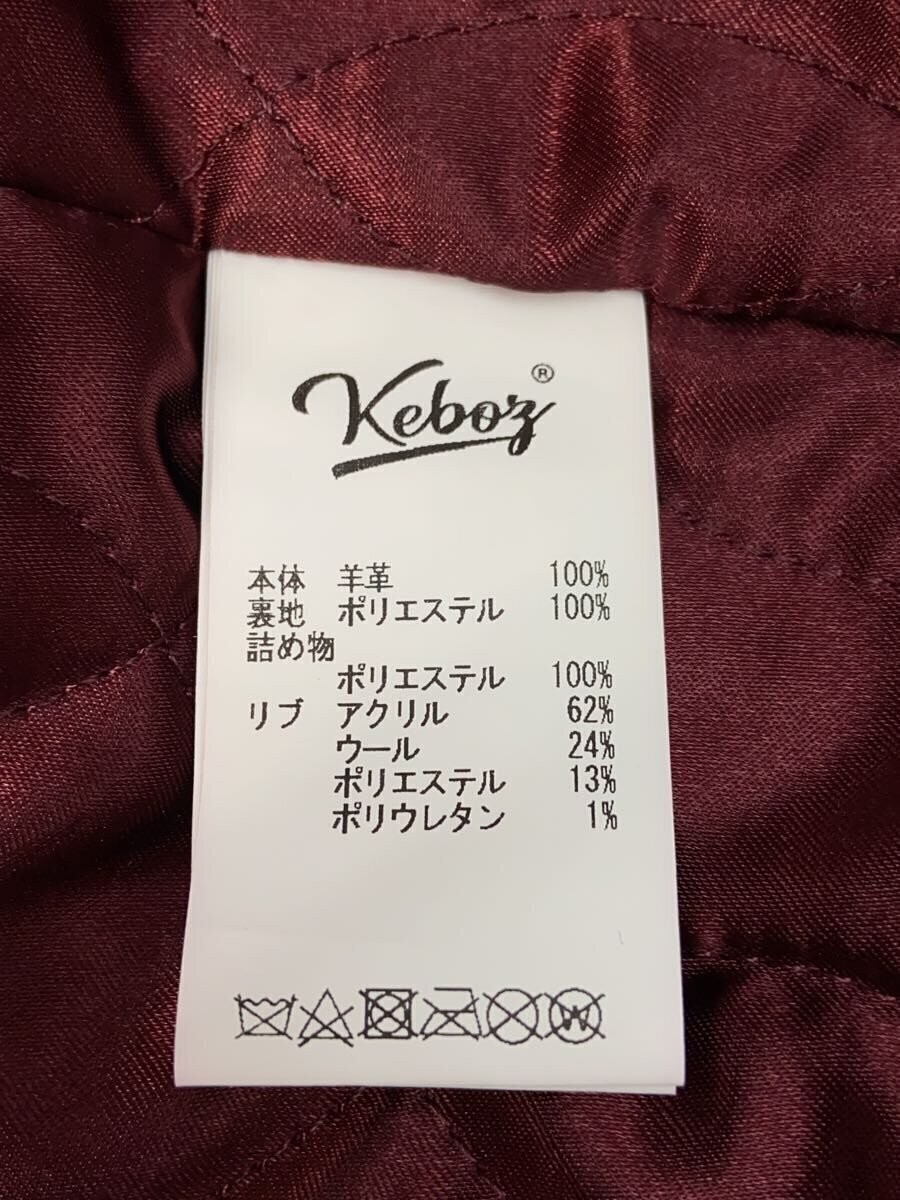 Keboz®
本体 羊革 100%
裏地 ポリエステル 100%
詰め物
ポリエステル 100%
リブ アクリル 62%
ウール 24%
ポリエステル 13%
ポリウレタン 1%
W